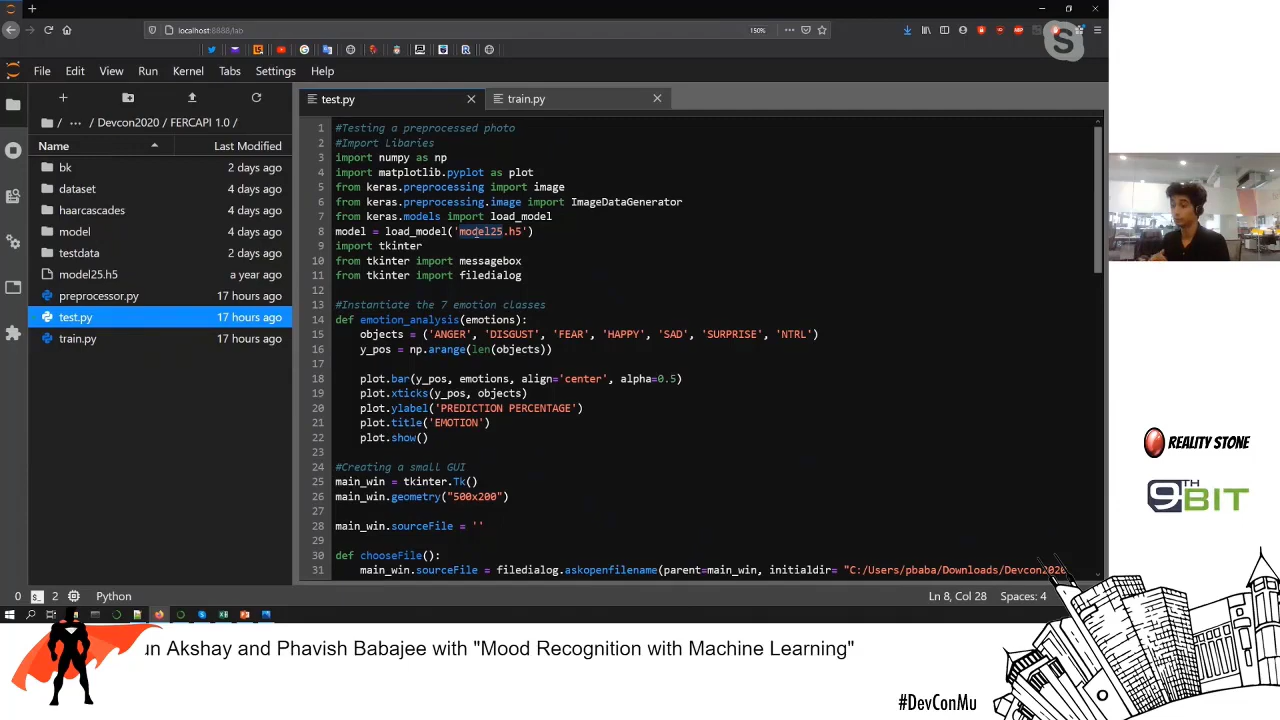 localhost:8888/lab
150%
S
File Edit View Run Kernel Tabs Settings Help
test.py
train.py
/ ··· / Devcon2020 / FERCAPI 1.0 /
Name Last Modified
bk 2 days ago
dataset 4 days ago
haarcascades 4 days ago
model 4 days ago
testdata 2 days ago
model25.h5 a year ago
preprocessor.py 17 hours ago
test.py 17 hours ago
train.py 17 hours ago
1 #Testing a preprocessed photo
2 #Import Libaries
3 import numpy as np
4 import matplotlib.pyplot as plot
5 from keras.preprocessing import image
6 from keras.preprocessing.image import ImageDataGenerator
7 from keras.models import load_model
8 model = load_model('model25.h5')
9 import tkinter
10 from tkinter import messagebox
11 from tkinter import filedialog
12
13 #Instantiate the 7 emotion classes
14 def emotion_analysis(emotions):
15 objects = ('ANGER', 'DISGUST', 'FEAR', 'HAPPY', 'SAD', 'SURPRISE', 'NTRL')
16 y_pos = np.arange(len(objects))
17
18 plot.bar(y_pos, emotions, align='center', alpha=0.5)
19 plot.xticks(y_pos, objects)
20 plot.ylabel('PREDICTION PERCENTAGE')
21 plot.title('EMOTION')
22 plot.show()
23
24 #Creating a small GUI
25 main_win = tkinter.Tk()
26 main_win.geometry("500x200")
27
28 main_win.sourceFile = ''
29
30 def chooseFile():
31 main_win.sourceFile = filedialog.askopenfilename(parent=main_win, initialdir= "C:/Users/pbaba/Downloads/Devcon2020
0 2 Python Ln 8, Col 28 Spaces: 4
REALITY STONE
9TH BIT
un Akshay and Phavish Babajee with "Mood Recognition with Machine Learning"
#DevConMu